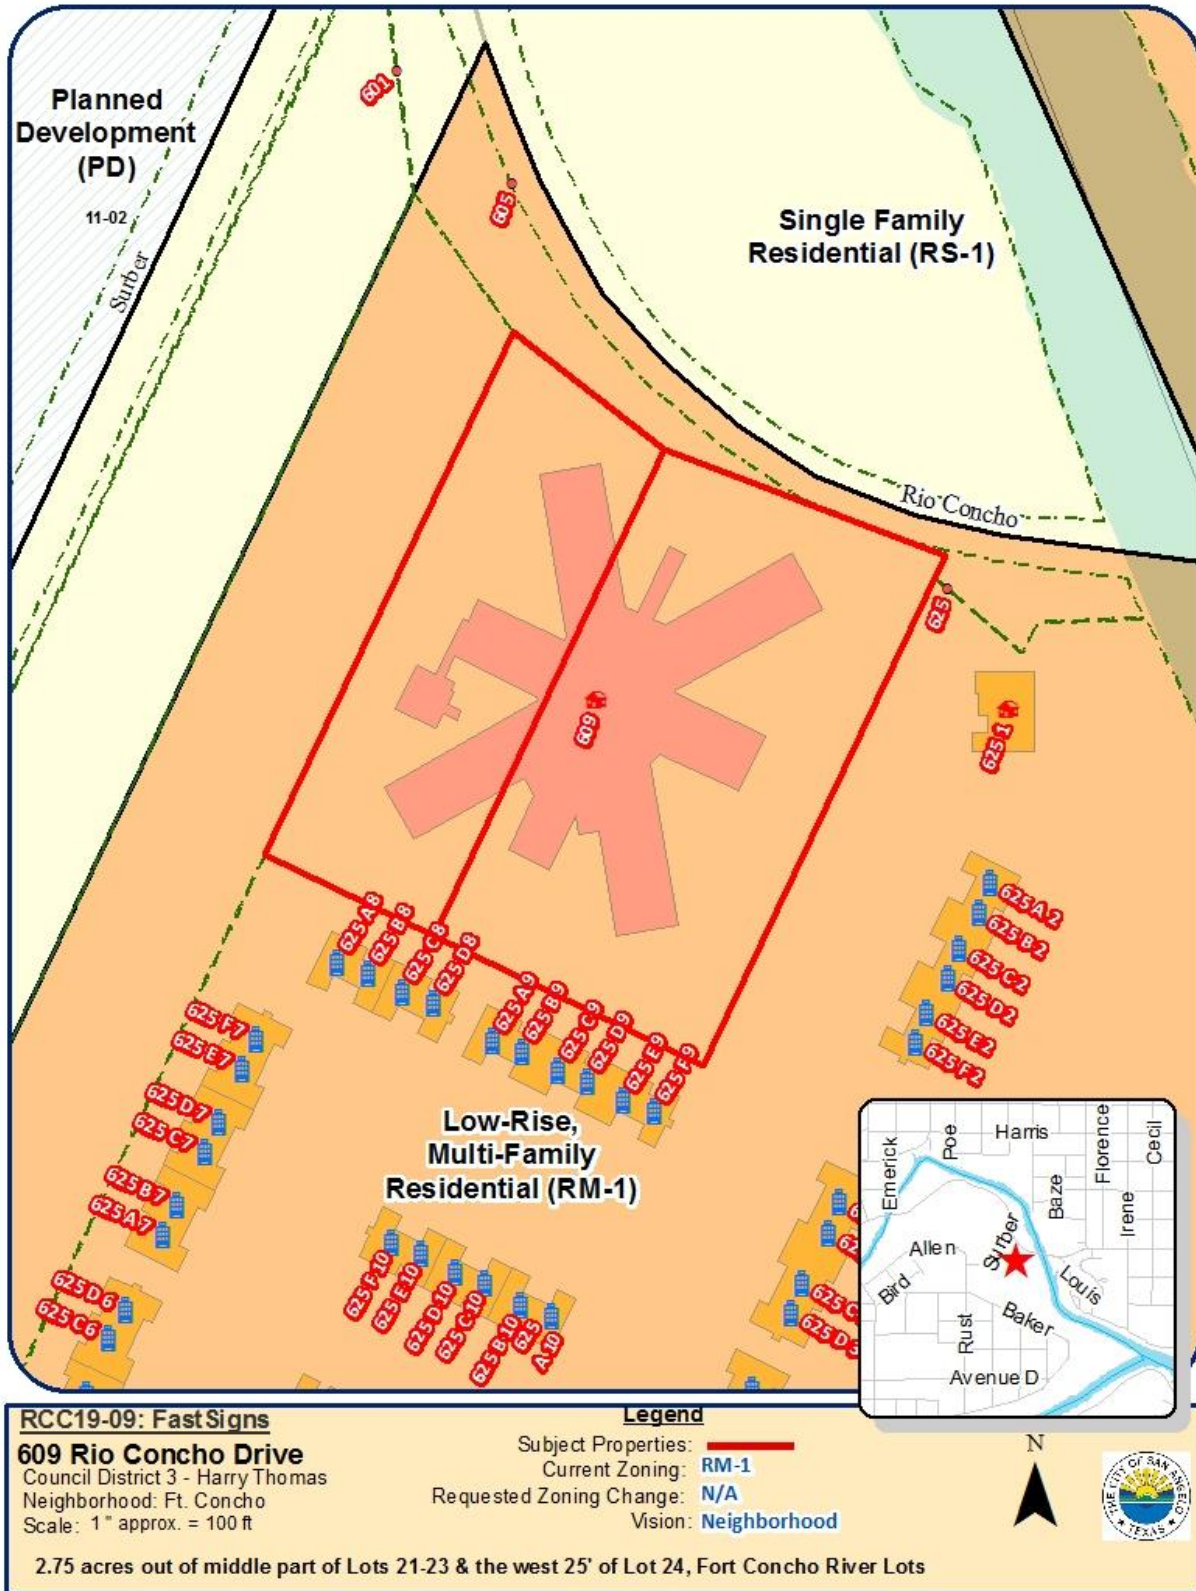 601
Planned
Development
(PD)
11-02
Surber
605
Single Family
Residential (RS-1)
Rio Concho
625
609
625 1
625 A 8
625 B 8
625 C 8
625 D 8
625 A 9
625 B 9
625 C 9
625 D 9
625 E 9
625 F 9
625 A 2
625 B 2
625 C 2
625 D 2
625 E 2
625 F 2
625 F 7
625 E 7
625 D 7
625 C 7
625 B 7
625 A 7
Low-Rise,
Multi-Family
Residential (RM-1)
625 D 6
625 C 6
625 F 10
625 E 10
625 D 10
625 C 10
625 B 10
625
A 10
Emerick
Poe
Harris
Florence
Cecil
Baze
Irene
Allen
Surber
Bird
Louis
Rust
Baker
Avenue D
RCC19-09: FastSigns
609 Rio Concho Drive
Council District 3 - Harry Thomas
Neighborhood: Ft. Concho
Scale: 1 " approx. = 100 ft
Legend
Subject Properties:
Current Zoning: RM-1
Requested Zoning Change: N/A
Vision: Neighborhood
N
THE CITY OF SAN ANGELO
TEXAS
2.75 acres out of middle part of Lots 21-23 & the west 25' of Lot 24, Fort Concho River Lots